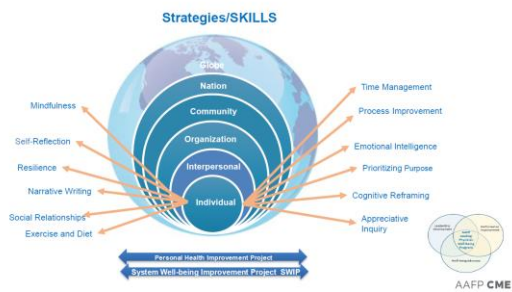 Strategies/SKILLS
Globe
Nation
Community
Organization
Interpersonal
Individual
Mindfulness
Self-Reflection
Resilience
Narrative Writing
Social Relationships
Exercise and Diet
Time Management
Process Improvement
Emotional Intelligence
Prioritizing Purpose
Cognitive Reframing
Appreciative
Inquiry
Personal Health Improvement Project
System Well-being Improvement Project SWIP
AAFP CME